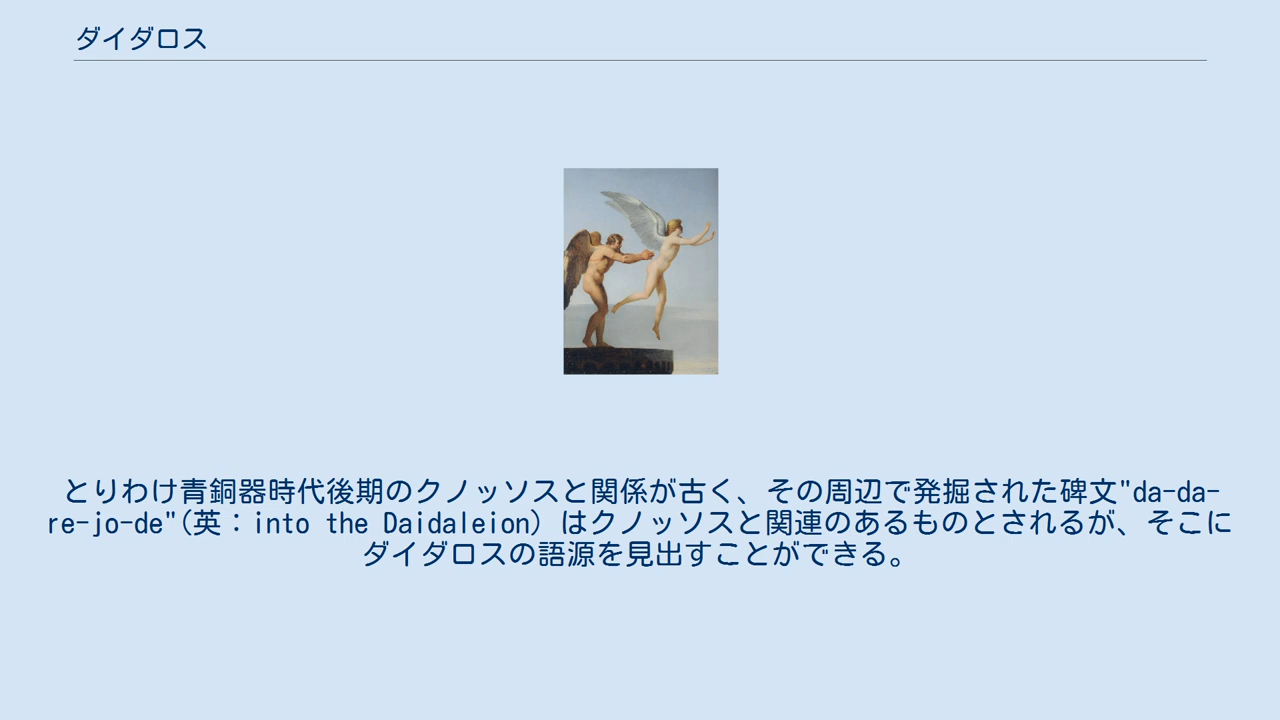 ダイダロス
とりわけ青銅器時代後期のクノッソスと関係が古く、その周辺で発掘された碑文"da-da-
re-jo-de"(英：into the Daidaleion）はクノッソスと関連のあるものとされるが、そこに
ダイダロスの語源を見出すことができる。